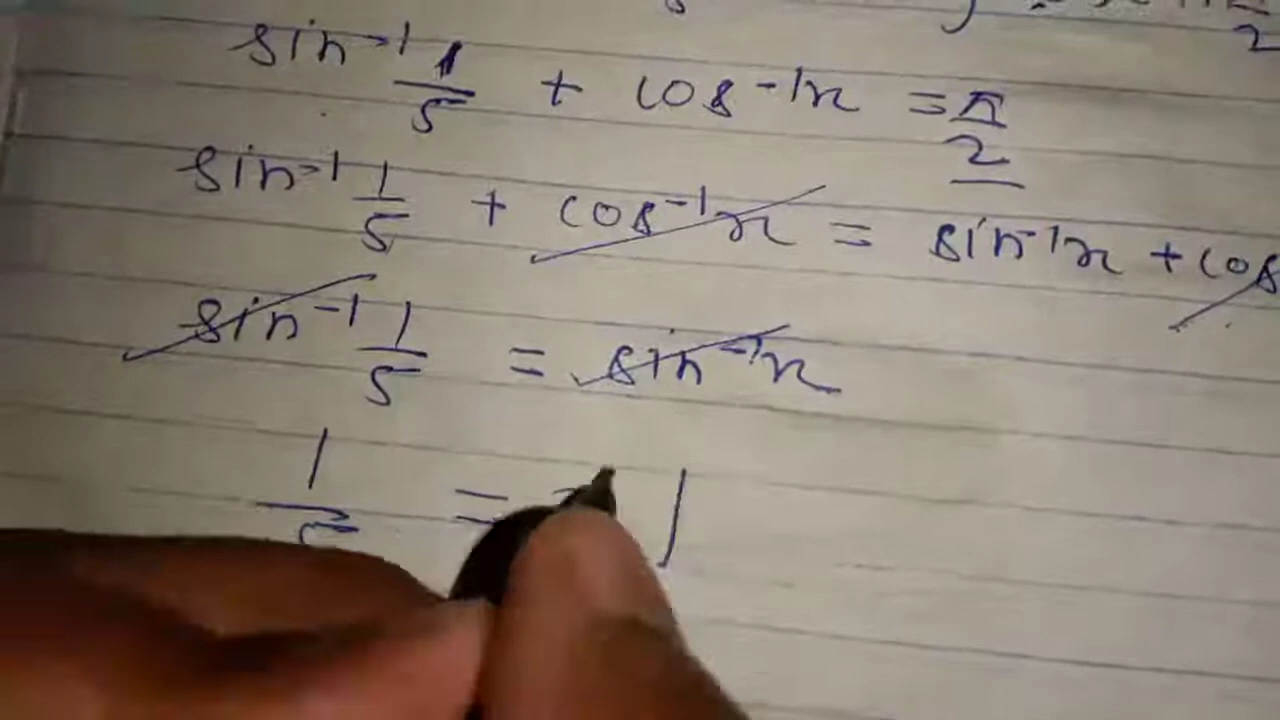 sin⁻¹ 1/5 + cos⁻¹x = π/2
sin⁻¹ 1/5 + cos⁻¹x = sin⁻¹x + cos
sin⁻¹ 1/5 = sin⁻¹x
1/5 =